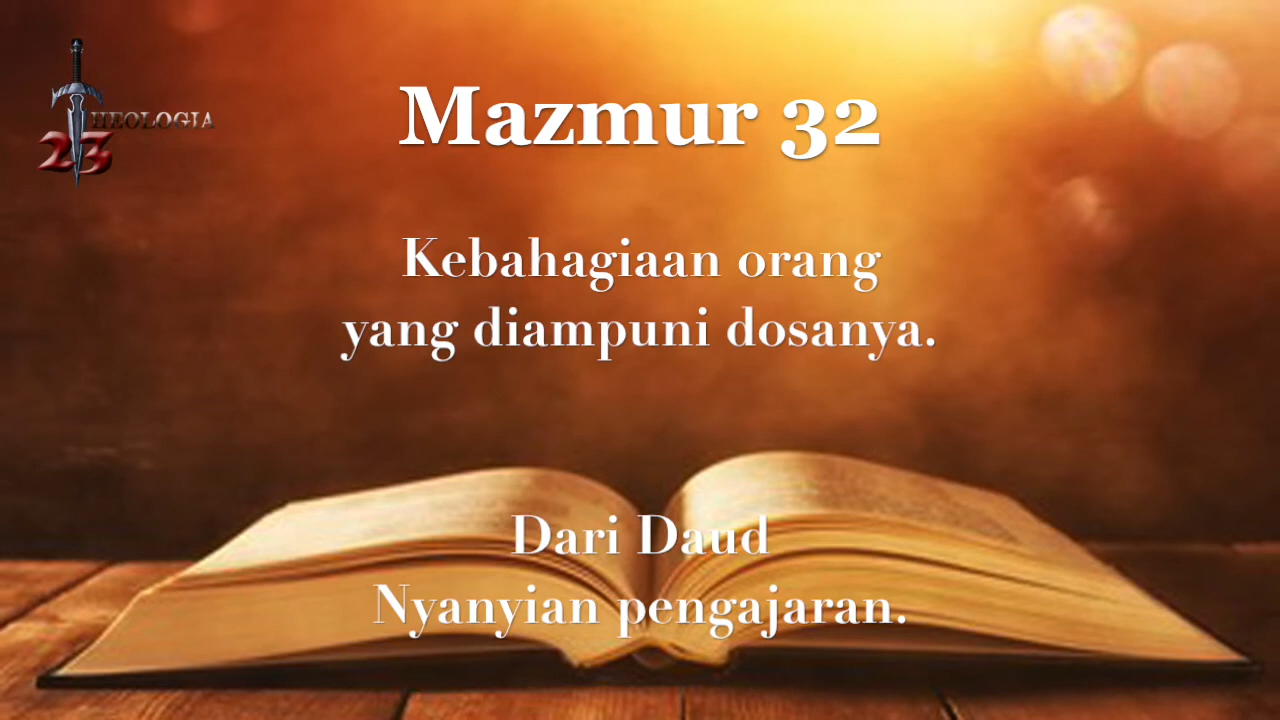 THEOLOGIA
23
Mazmur 32
Kebahagiaan orang
yang diampuni dosanya.
Dari Daud
Nyanyian pengajaran.